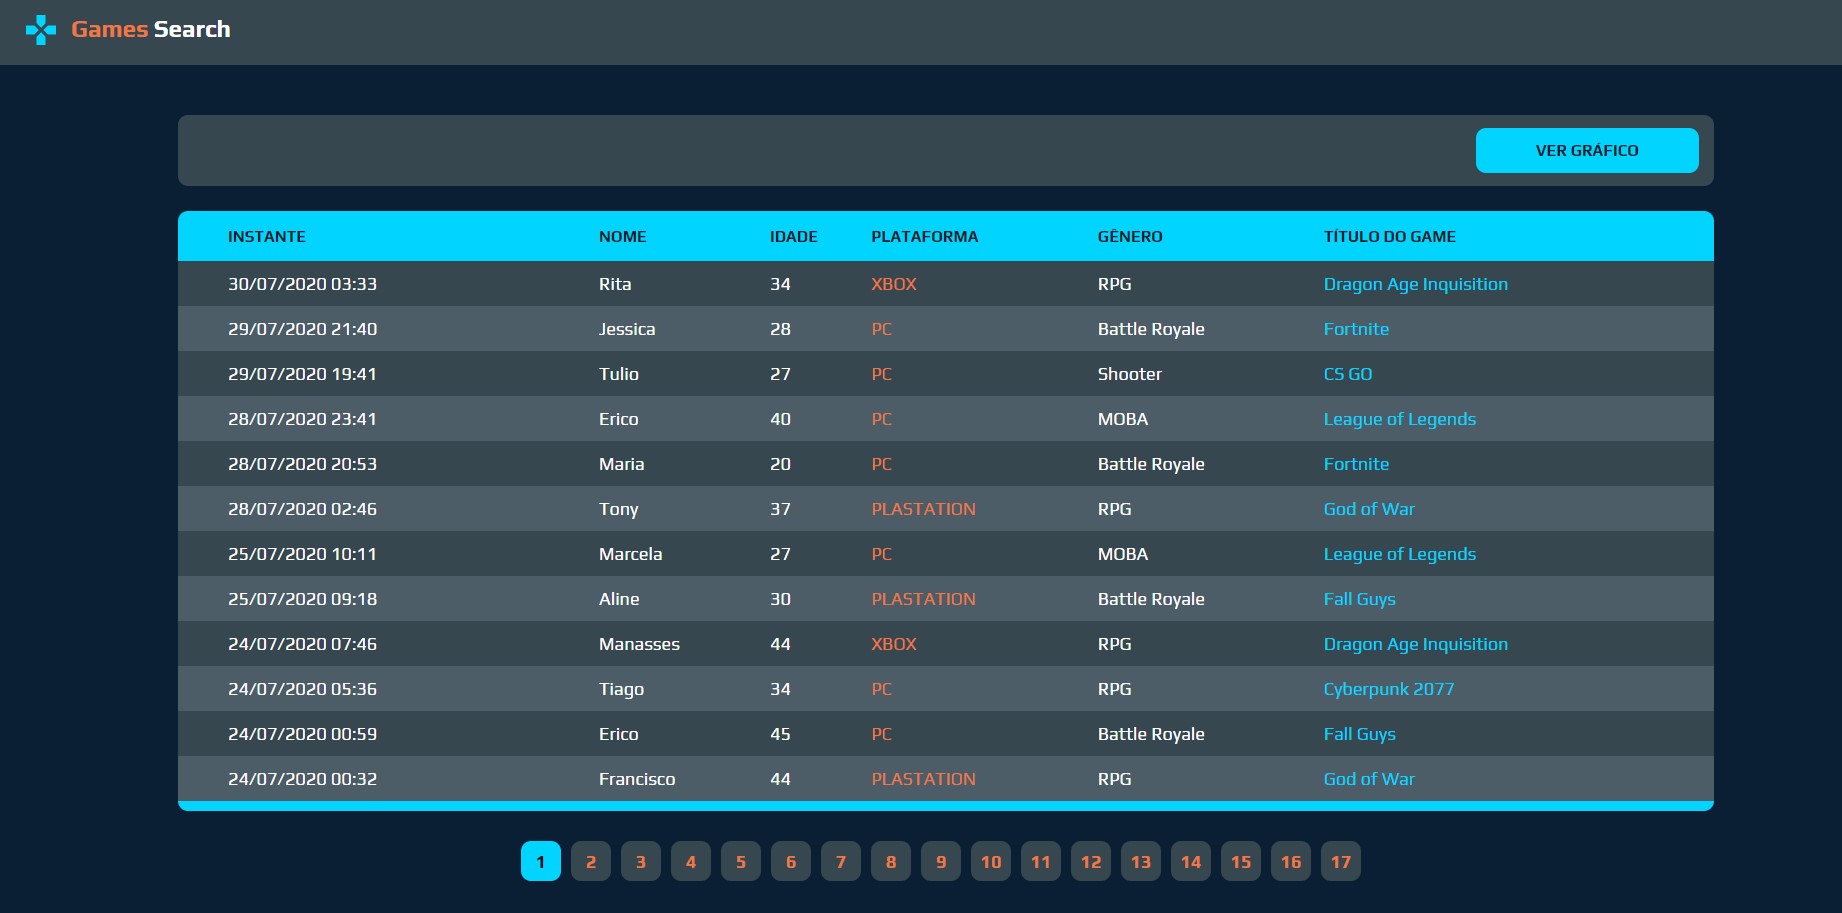 Games Search
VER GRÁFICO
INSTANTE NOME IDADE PLATAFORMA GÊNERO TÍTULO DO GAME
30/07/2020 03:33 Rita 34 XBOX RPG Dragon Age Inquisition
29/07/2020 21:40 Jessica 28 PC Battle Royale Fortnite
29/07/2020 19:41 Tulio 27 PC Shooter CS GO
28/07/2020 23:41 Erico 40 PC MOBA League of Legends
28/07/2020 20:53 Maria 20 PC Battle Royale Fortnite
28/07/2020 02:46 Tony 37 PLASTATION RPG God of War
25/07/2020 10:11 Marcela 27 PC MOBA League of Legends
25/07/2020 09:18 Aline 30 PLASTATION Battle Royale Fall Guys
24/07/2020 07:46 Manasses 44 XBOX RPG Dragon Age Inquisition
24/07/2020 05:36 Tiago 34 PC RPG Cyberpunk 2077
24/07/2020 00:59 Erico 45 PC Battle Royale Fall Guys
24/07/2020 00:32 Francisco 44 PLASTATION RPG God of War
1 2 3 4 5 6 7 8 9 10 11 12 13 14 15 16 17